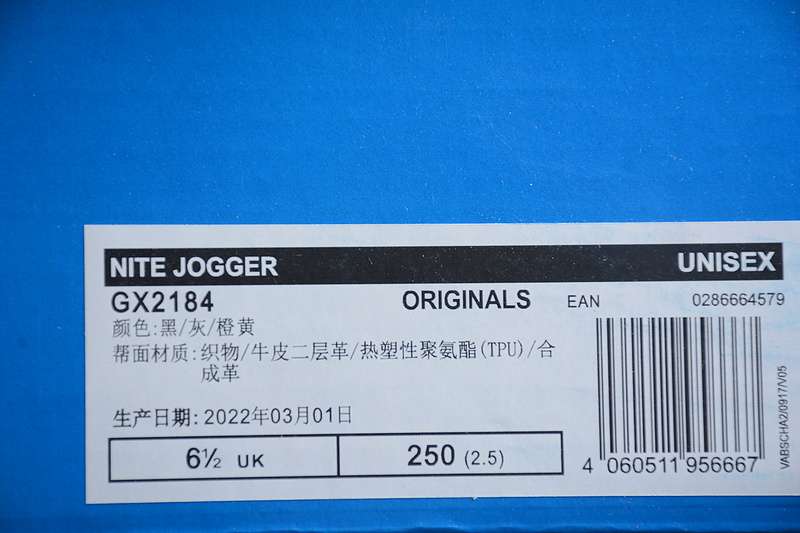 NITE JOGGER UNISEX
GX2184 ORIGINALS EAN 0286664579
颜色:黑/灰/橙黄
帮面材质:织物/牛皮二层革/热塑性聚氨酯(TPU)/合
成革
生产日期:2022年03月01日
6½ UK 250 (2.5)
4 060511 956667
VABSCHA2/0917/V05